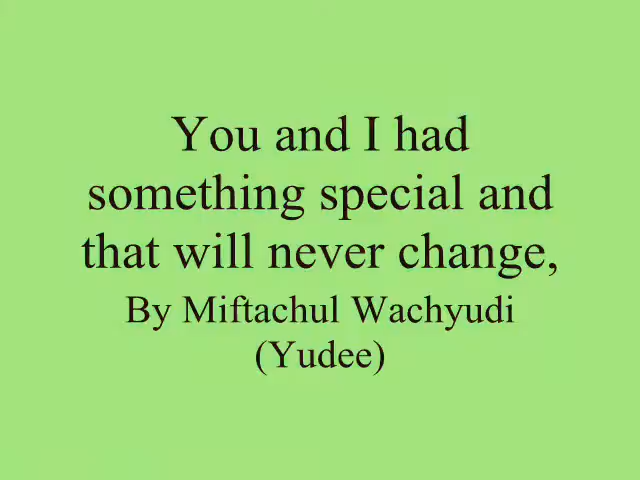 You and I had
something special and
that will never change,
By Miftachul Wachyudi
(Yudee)